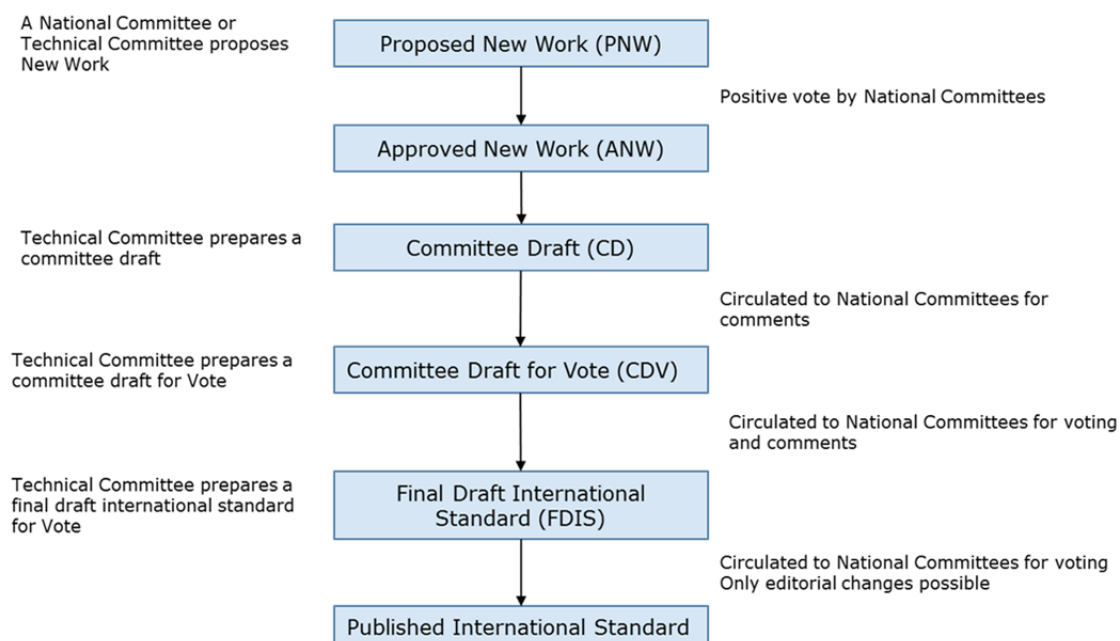 A National Committee or
Technical Committee proposes
New Work
Proposed New Work (PNW)
Positive vote by National Committees
Approved New Work (ANW)
Technical Committee prepares a
committee draft
Committee Draft (CD)
Circulated to National Committees for
comments
Technical Committee prepares a
committee draft for Vote
Committee Draft for Vote (CDV)
Circulated to National Committees for voting
and comments
Technical Committee prepares a
final draft international standard
for Vote
Final Draft International
Standard (FDIS)
Circulated to National Committees for voting
Only editorial changes possible
Published International Standard